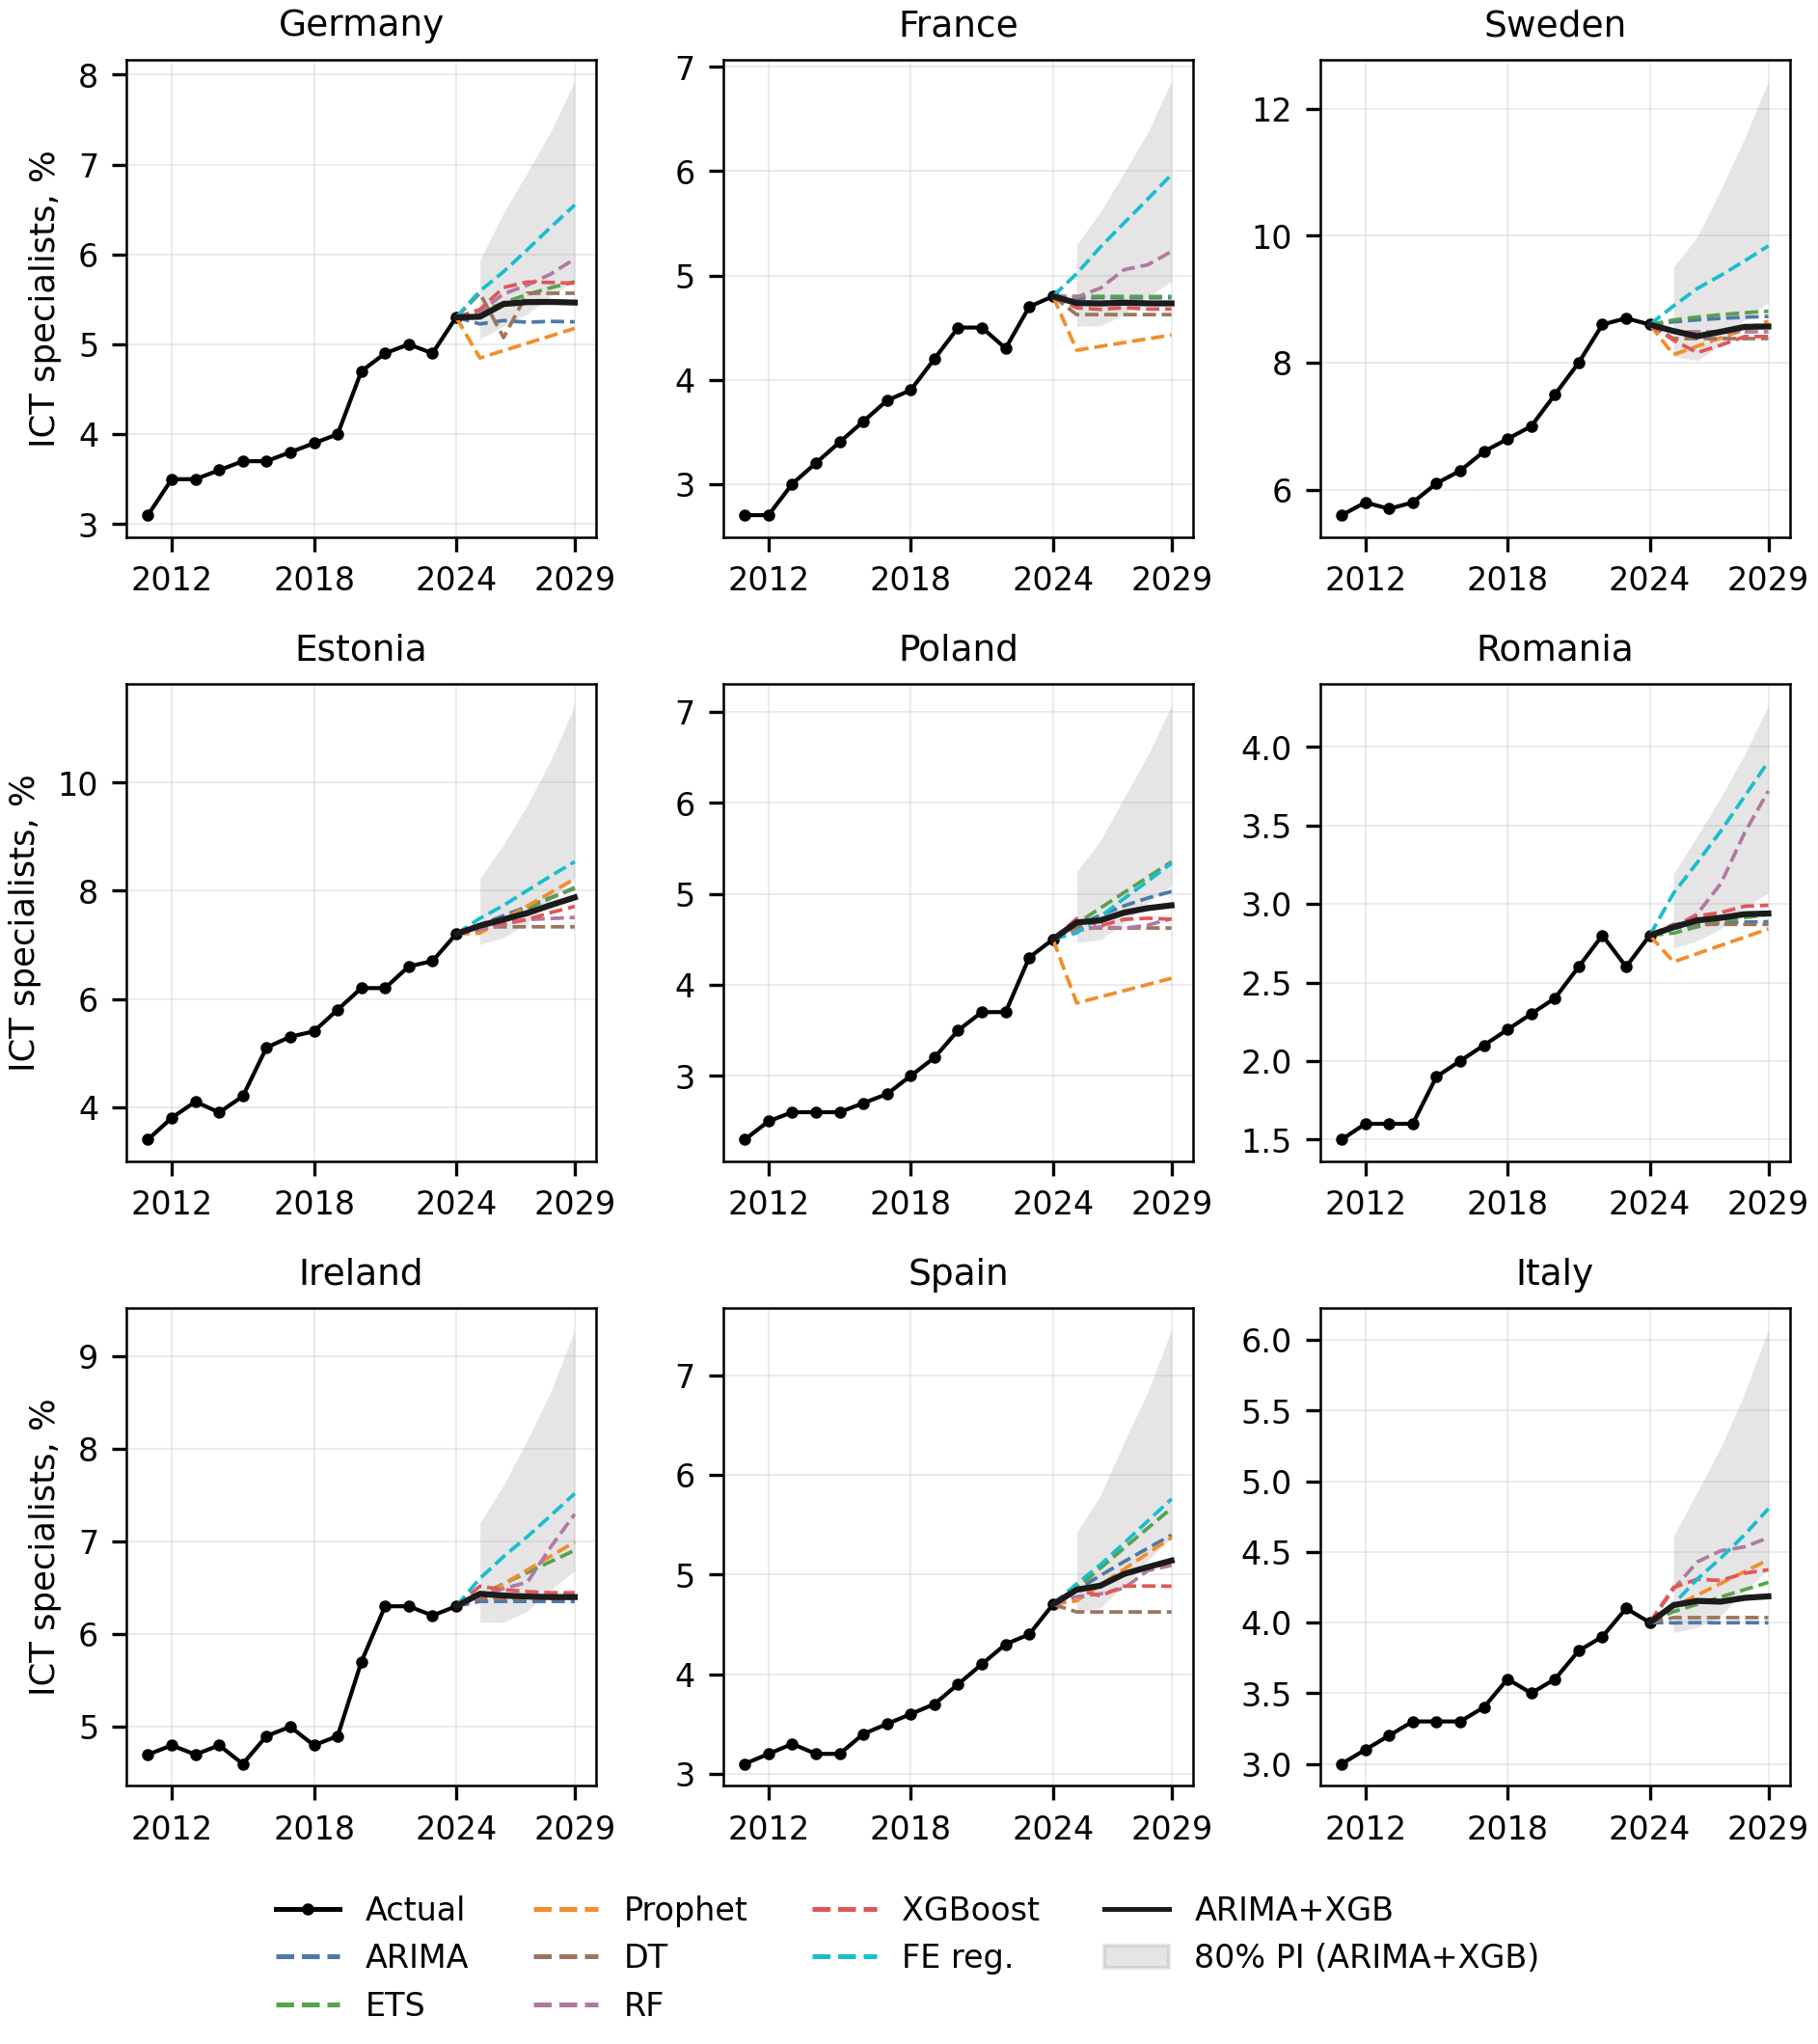 Germany
France
Sweden
ICT specialists, %
8
7
6
5
4
3
2012 2018 2024 2029
7
6
5
4
3
2012 2018 2024 2029
12
10
8
6
2012 2018 2024 2029
Estonia
Poland
Romania
ICT specialists, %
10
8
6
4
2012 2018 2024 2029
7
6
5
4
3
2012 2018 2024 2029
4.0
3.5
3.0
2.5
2.0
1.5
2012 2018 2024 2029
Ireland
Spain
Italy
ICT specialists, %
9
8
7
6
5
2012 2018 2024 2029
7
6
5
4
3
2012 2018 2024 2029
6.0
5.5
5.0
4.5
4.0
3.5
3.0
2012 2018 2024 2029
Actual
ARIMA
ETS
Prophet
DT
RF
XGBoost
FE reg.
ARIMA+XGB
80% PI (ARIMA+XGB)